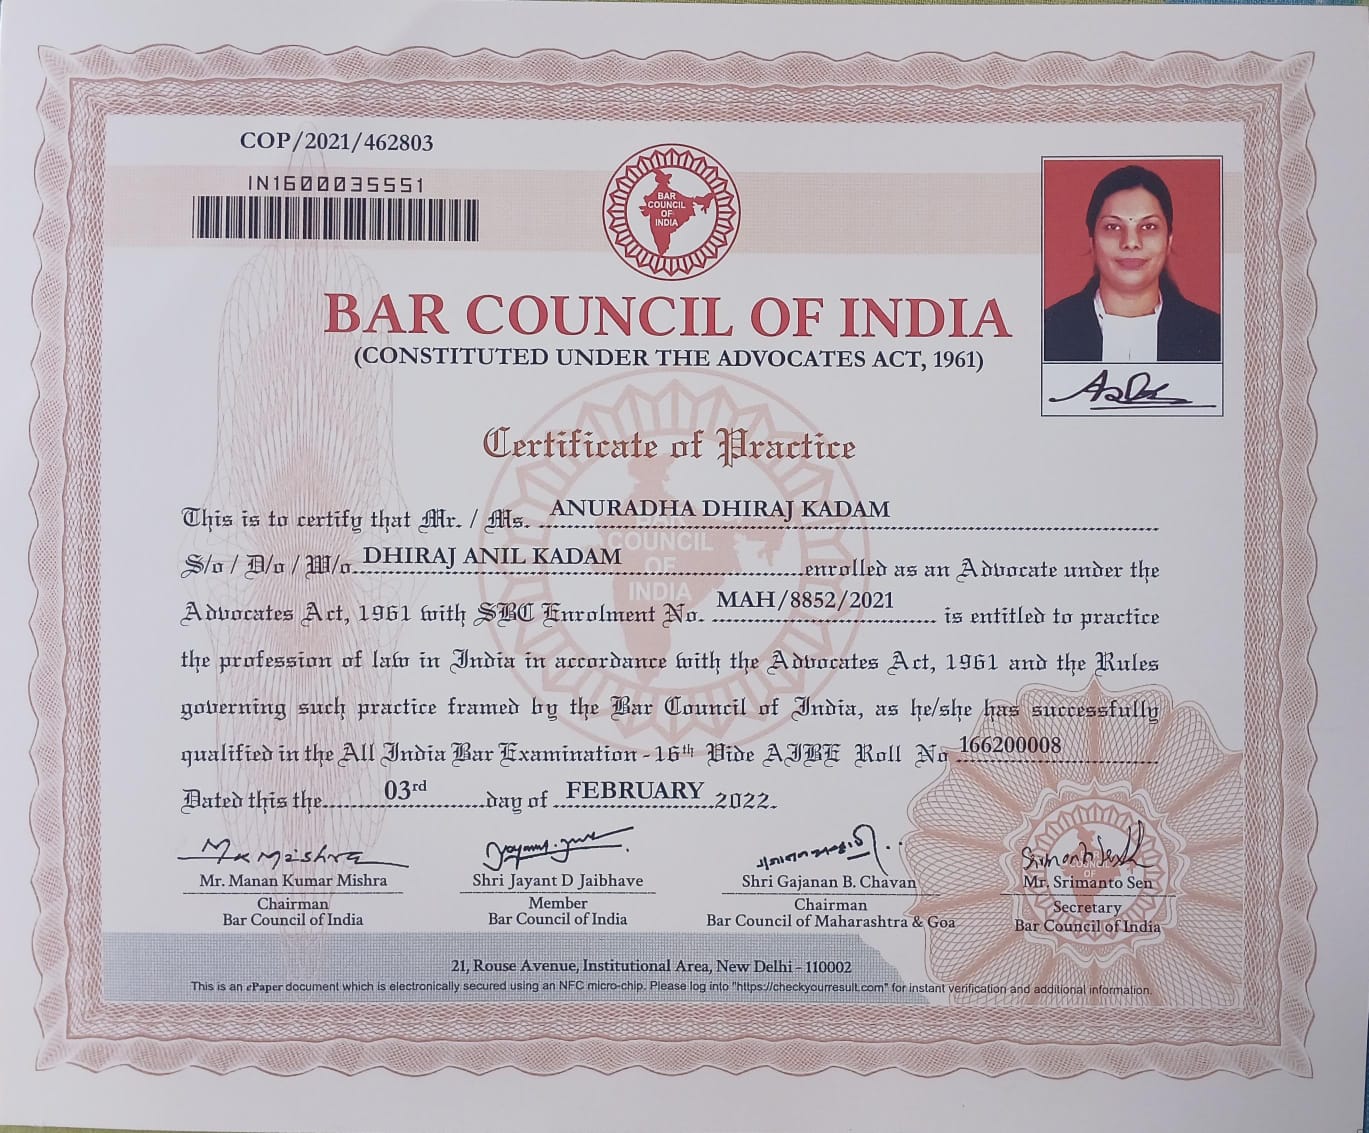 COP/2021/462803
IN1600035551
BAR
COUNCIL
OF
INDIA
BAR COUNCIL OF INDIA
(CONSTITUTED UNDER THE ADVOCATES ACT, 1961)
Certificate of Practice
This is to certify that Mr. / Ms. ANURADHA DHIRAJ KADAM
S/o / D/o / W/o DHIRAJ ANIL KADAM enrolled as an Advocate under the
Advocates Act, 1961 with SBC Enrolment No. MAH/8852/2021 is entitled to practice
the profession of law in India in accordance with the Advocates Act, 1961 and the Rules
governing such practice framed by the Bar Council of India, as he/she has successfully
qualified in the All India Bar Examination - 16th Vide AIBE Roll No 166200008
Dated this the 03rd day of FEBRUARY 2022.
Mr. Manan Kumar Mishra
Chairman
Bar Council of India
Shri Jayant D Jaibhave
Member
Bar Council of India
Shri Gajanan B. Chavan
Chairman
Bar Council of Maharashtra & Goa
Mr. Srimanto Sen
Secretary
Bar Council of India
21, Rouse Avenue, Institutional Area, New Delhi - 110002
This is an ePaper document which is electronically secured using an NFC micro-chip. Please log into "https://checkyourresult.com" for instant verification and additional information.